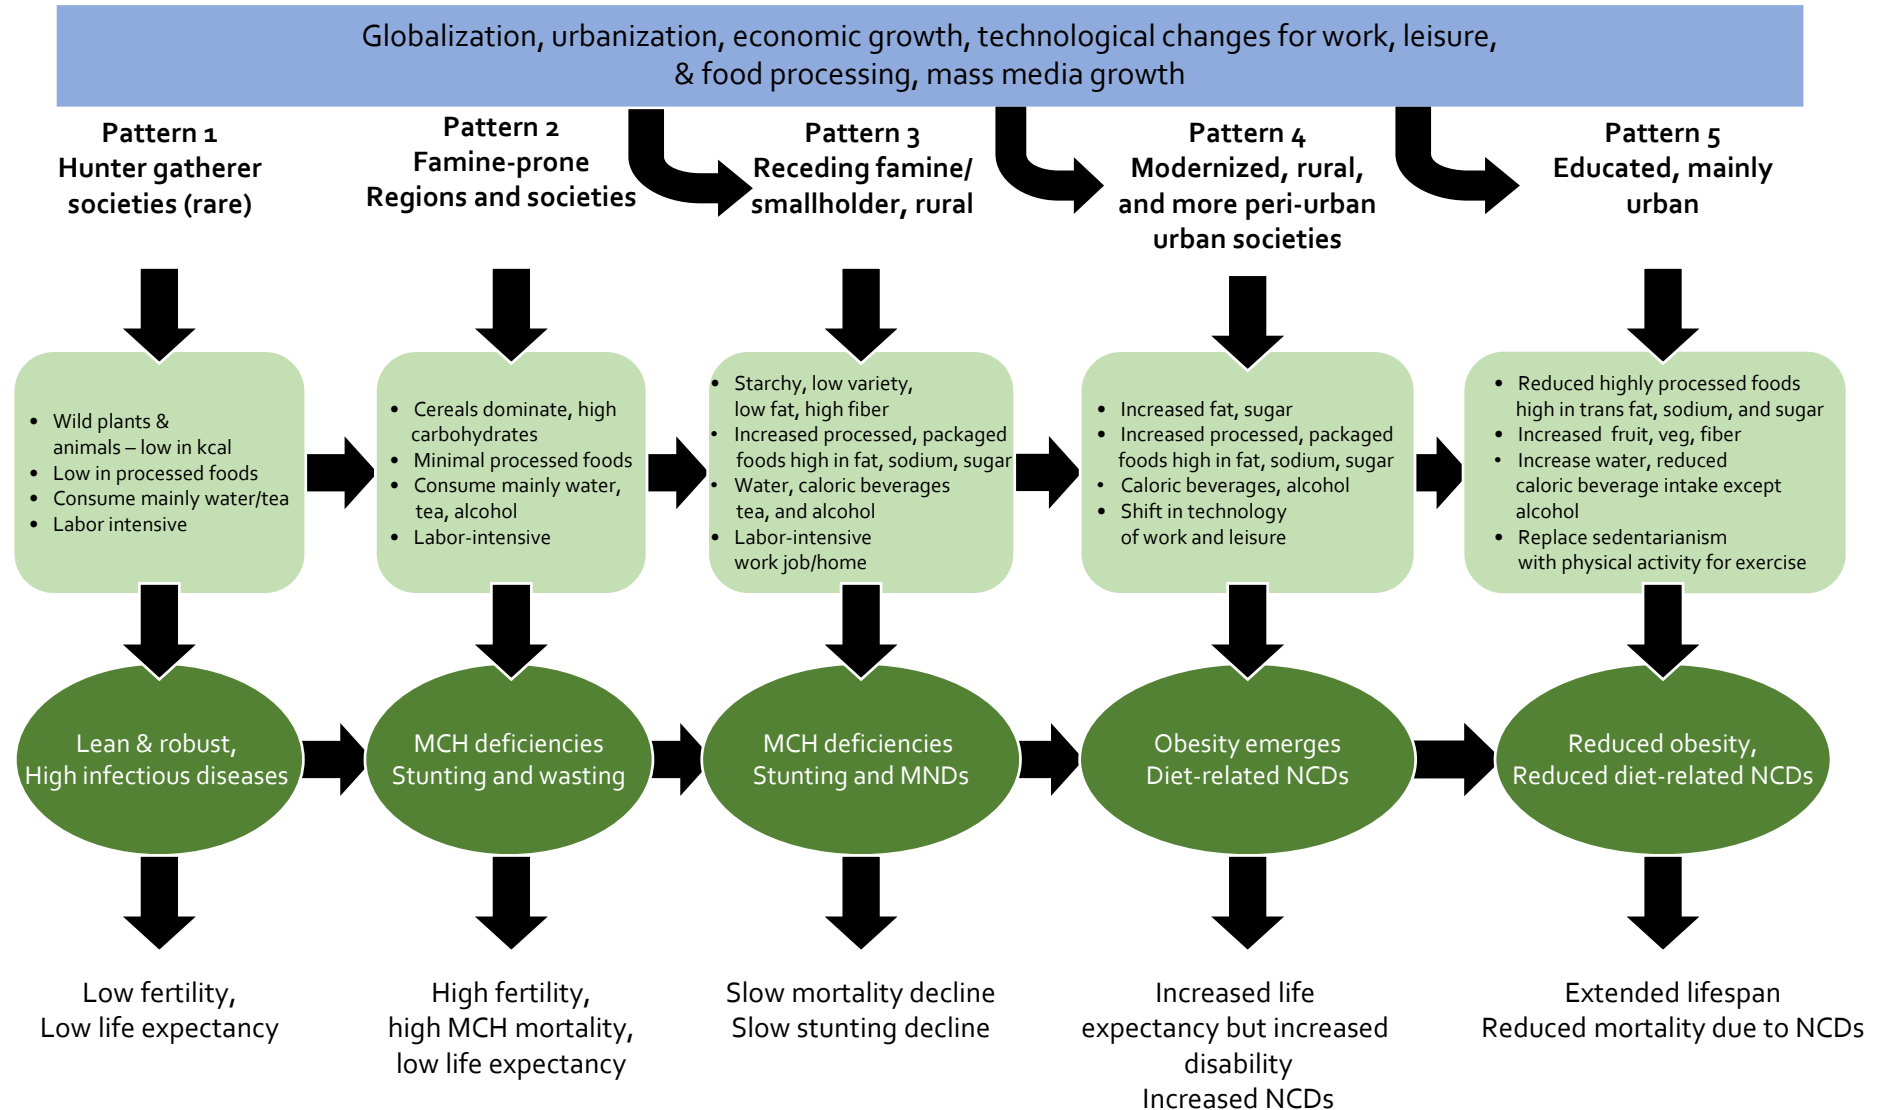 Globalization, urbanization, economic growth, technological changes for work, leisure,
& food processing, mass media growth
Pattern 1
Hunter gatherer
societies (rare)
Pattern 2
Famine-prone
Regions and societies
Pattern 3
Receding famine/
smallholder, rural
Pattern 4
Modernized, rural,
and more peri-urban
urban societies
Pattern 5
Educated, mainly
urban
• Wild plants &
animals – low in kcal
• Low in processed foods
• Consume mainly water/tea
• Labor intensive
• Cereals dominate, high
carbohydrates
• Minimal processed foods
• Consume mainly water,
tea, alcohol
• Labor-intensive
• Starchy, low variety,
low fat, high fiber
• Increased processed, packaged
foods high in fat, sodium, sugar
• Water, caloric beverages
tea, and alcohol
• Labor-intensive
work job/home
• Increased fat, sugar
• Increased processed, packaged
foods high in fat, sodium, sugar
• Caloric beverages, alcohol
• Shift in technology
of work and leisure
• Reduced highly processed foods
high in trans fat, sodium, and sugar
• Increased fruit, veg, fiber
• Increase water, reduced
caloric beverage intake except
alcohol
• Replace sedentarianism
with physical activity for exercise
Lean & robust,
High infectious diseases
MCH deficiencies
Stunting and wasting
MCH deficiencies
Stunting and MNDs
Obesity emerges
Diet-related NCDs
Reduced obesity,
Reduced diet-related NCDs
Low fertility,
Low life expectancy
High fertility,
high MCH mortality,
low life expectancy
Slow mortality decline
Slow stunting decline
Increased life
expectancy but increased
disability
Increased NCDs
Extended lifespan
Reduced mortality due to NCDs